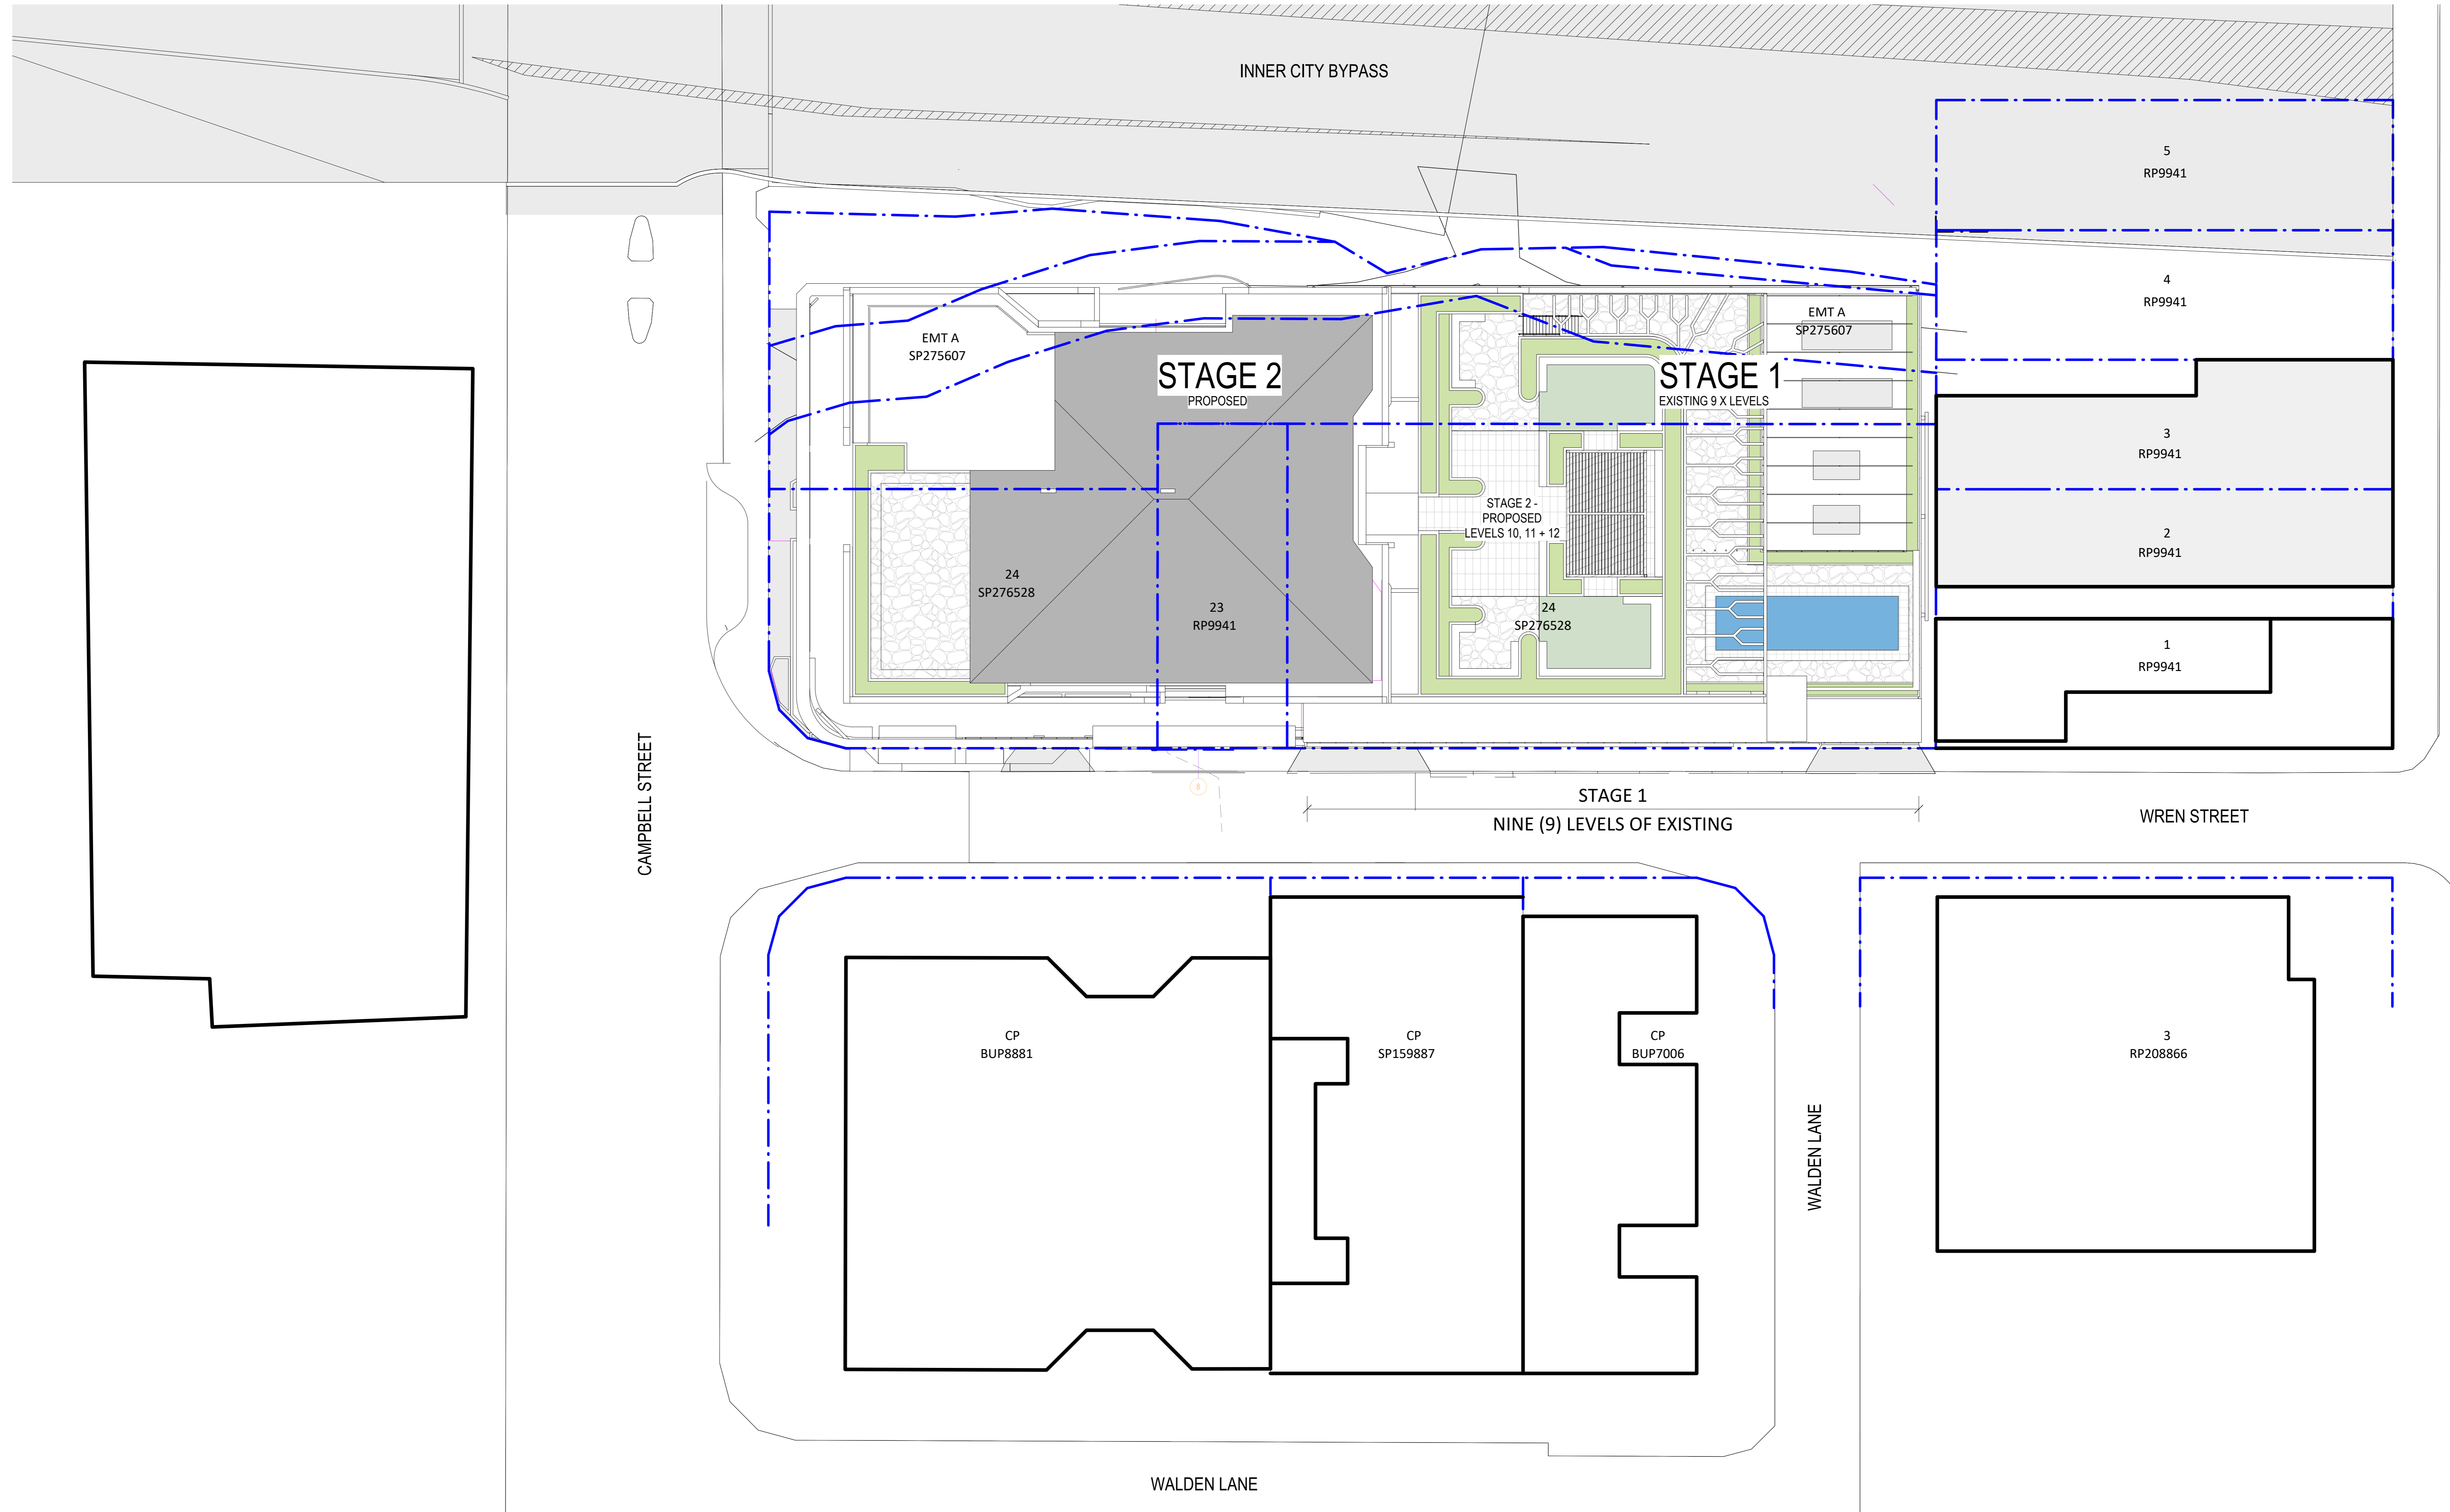 INNER CITY BYPASS
5
RP9941
4
RP9941
EMT A
SP275607
EMT A
SP275607
STAGE 2
PROPOSED
STAGE 1
EXISTING 9 X LEVELS
3
RP9941
STAGE 2 -
PROPOSED
LEVELS 10, 11 + 12
2
RP9941
24
SP276528
23
RP9941
24
SP276528
1
RP9941
CAMPBELL STREET
STAGE 1
NINE (9) LEVELS OF EXISTING
WREN STREET
CP
BUP8881
CP
SP159887
CP
BUP7006
WALDEN LANE
3
RP208866
WALDEN LANE